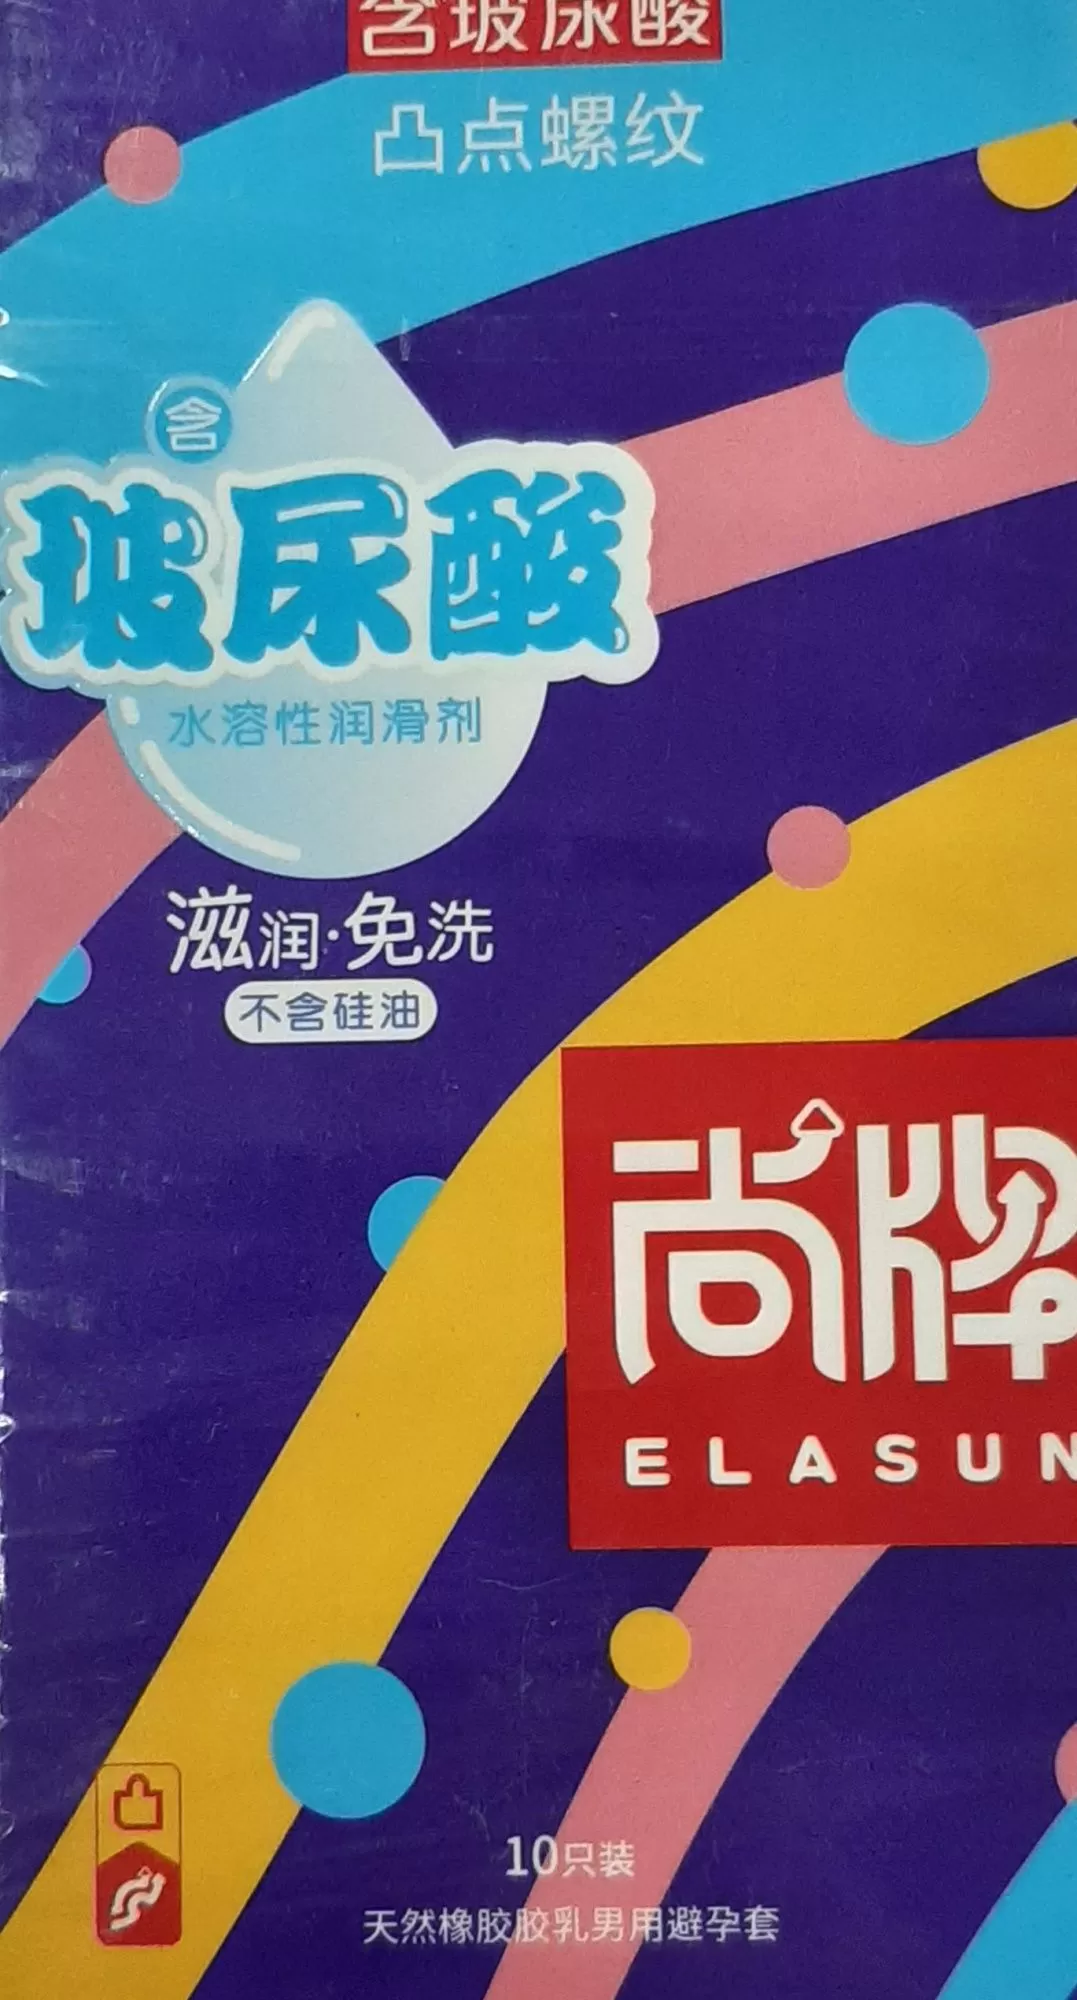 含玻尿酸
凸点螺纹
含
玻尿酸
水溶性润滑剂
滋润·免洗
不含硅油
尚牌
ELASUN
凸
10只装
天然橡胶胶乳男用避孕套